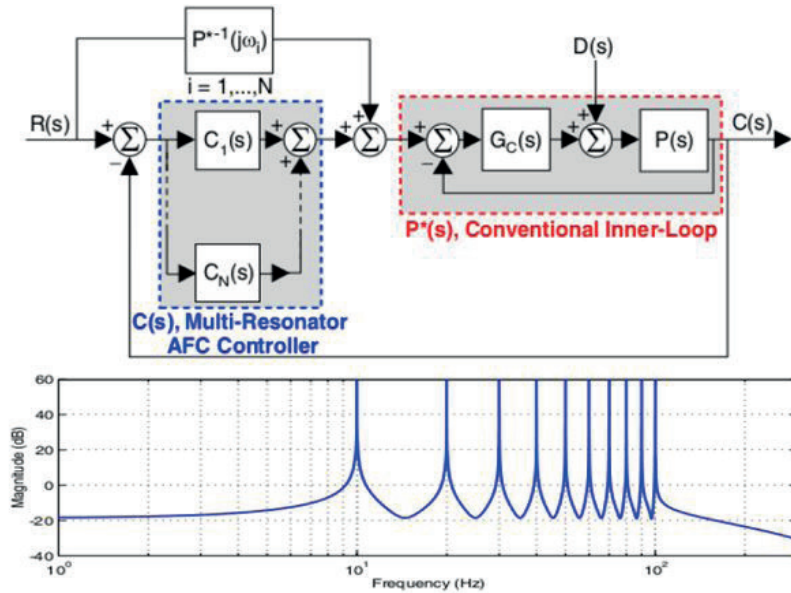 P*⁻¹(jωᵢ)
i = 1,...,N
D(s)
R(s)
+
Σ
−
C₁(s)
+
Σ
+
+
+
Σ
+
Σ
−
G_C(s)
+
+
Σ
P(s)
C(s)
C_N(s)
P*(s), Conventional Inner-Loop
C(s), Multi-Resonator
AFC Controller
Magnitude (dB)
60
40
20
0
-20
-40
10⁰
10¹
10²
Frequency (Hz)